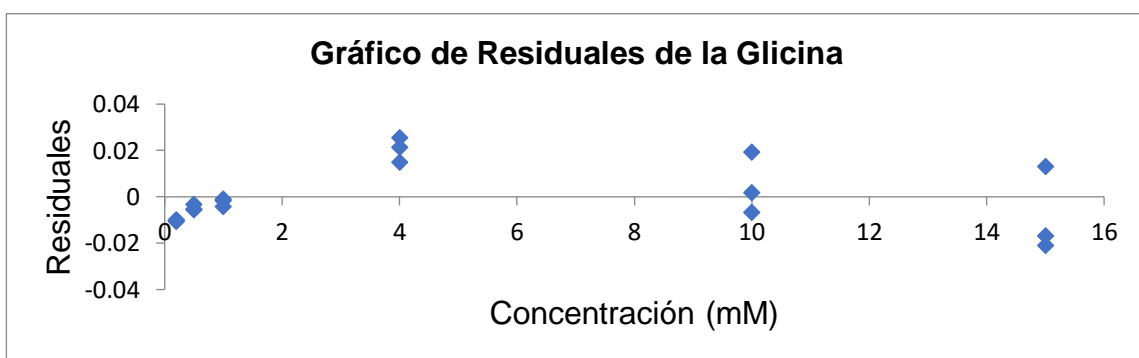 Gráfico de Residuales de la Glicina
Residuales
0.04
0.02
0
-0.02
-0.04
0 2 4 6 8 10 12 14 16
Concentración (mM)